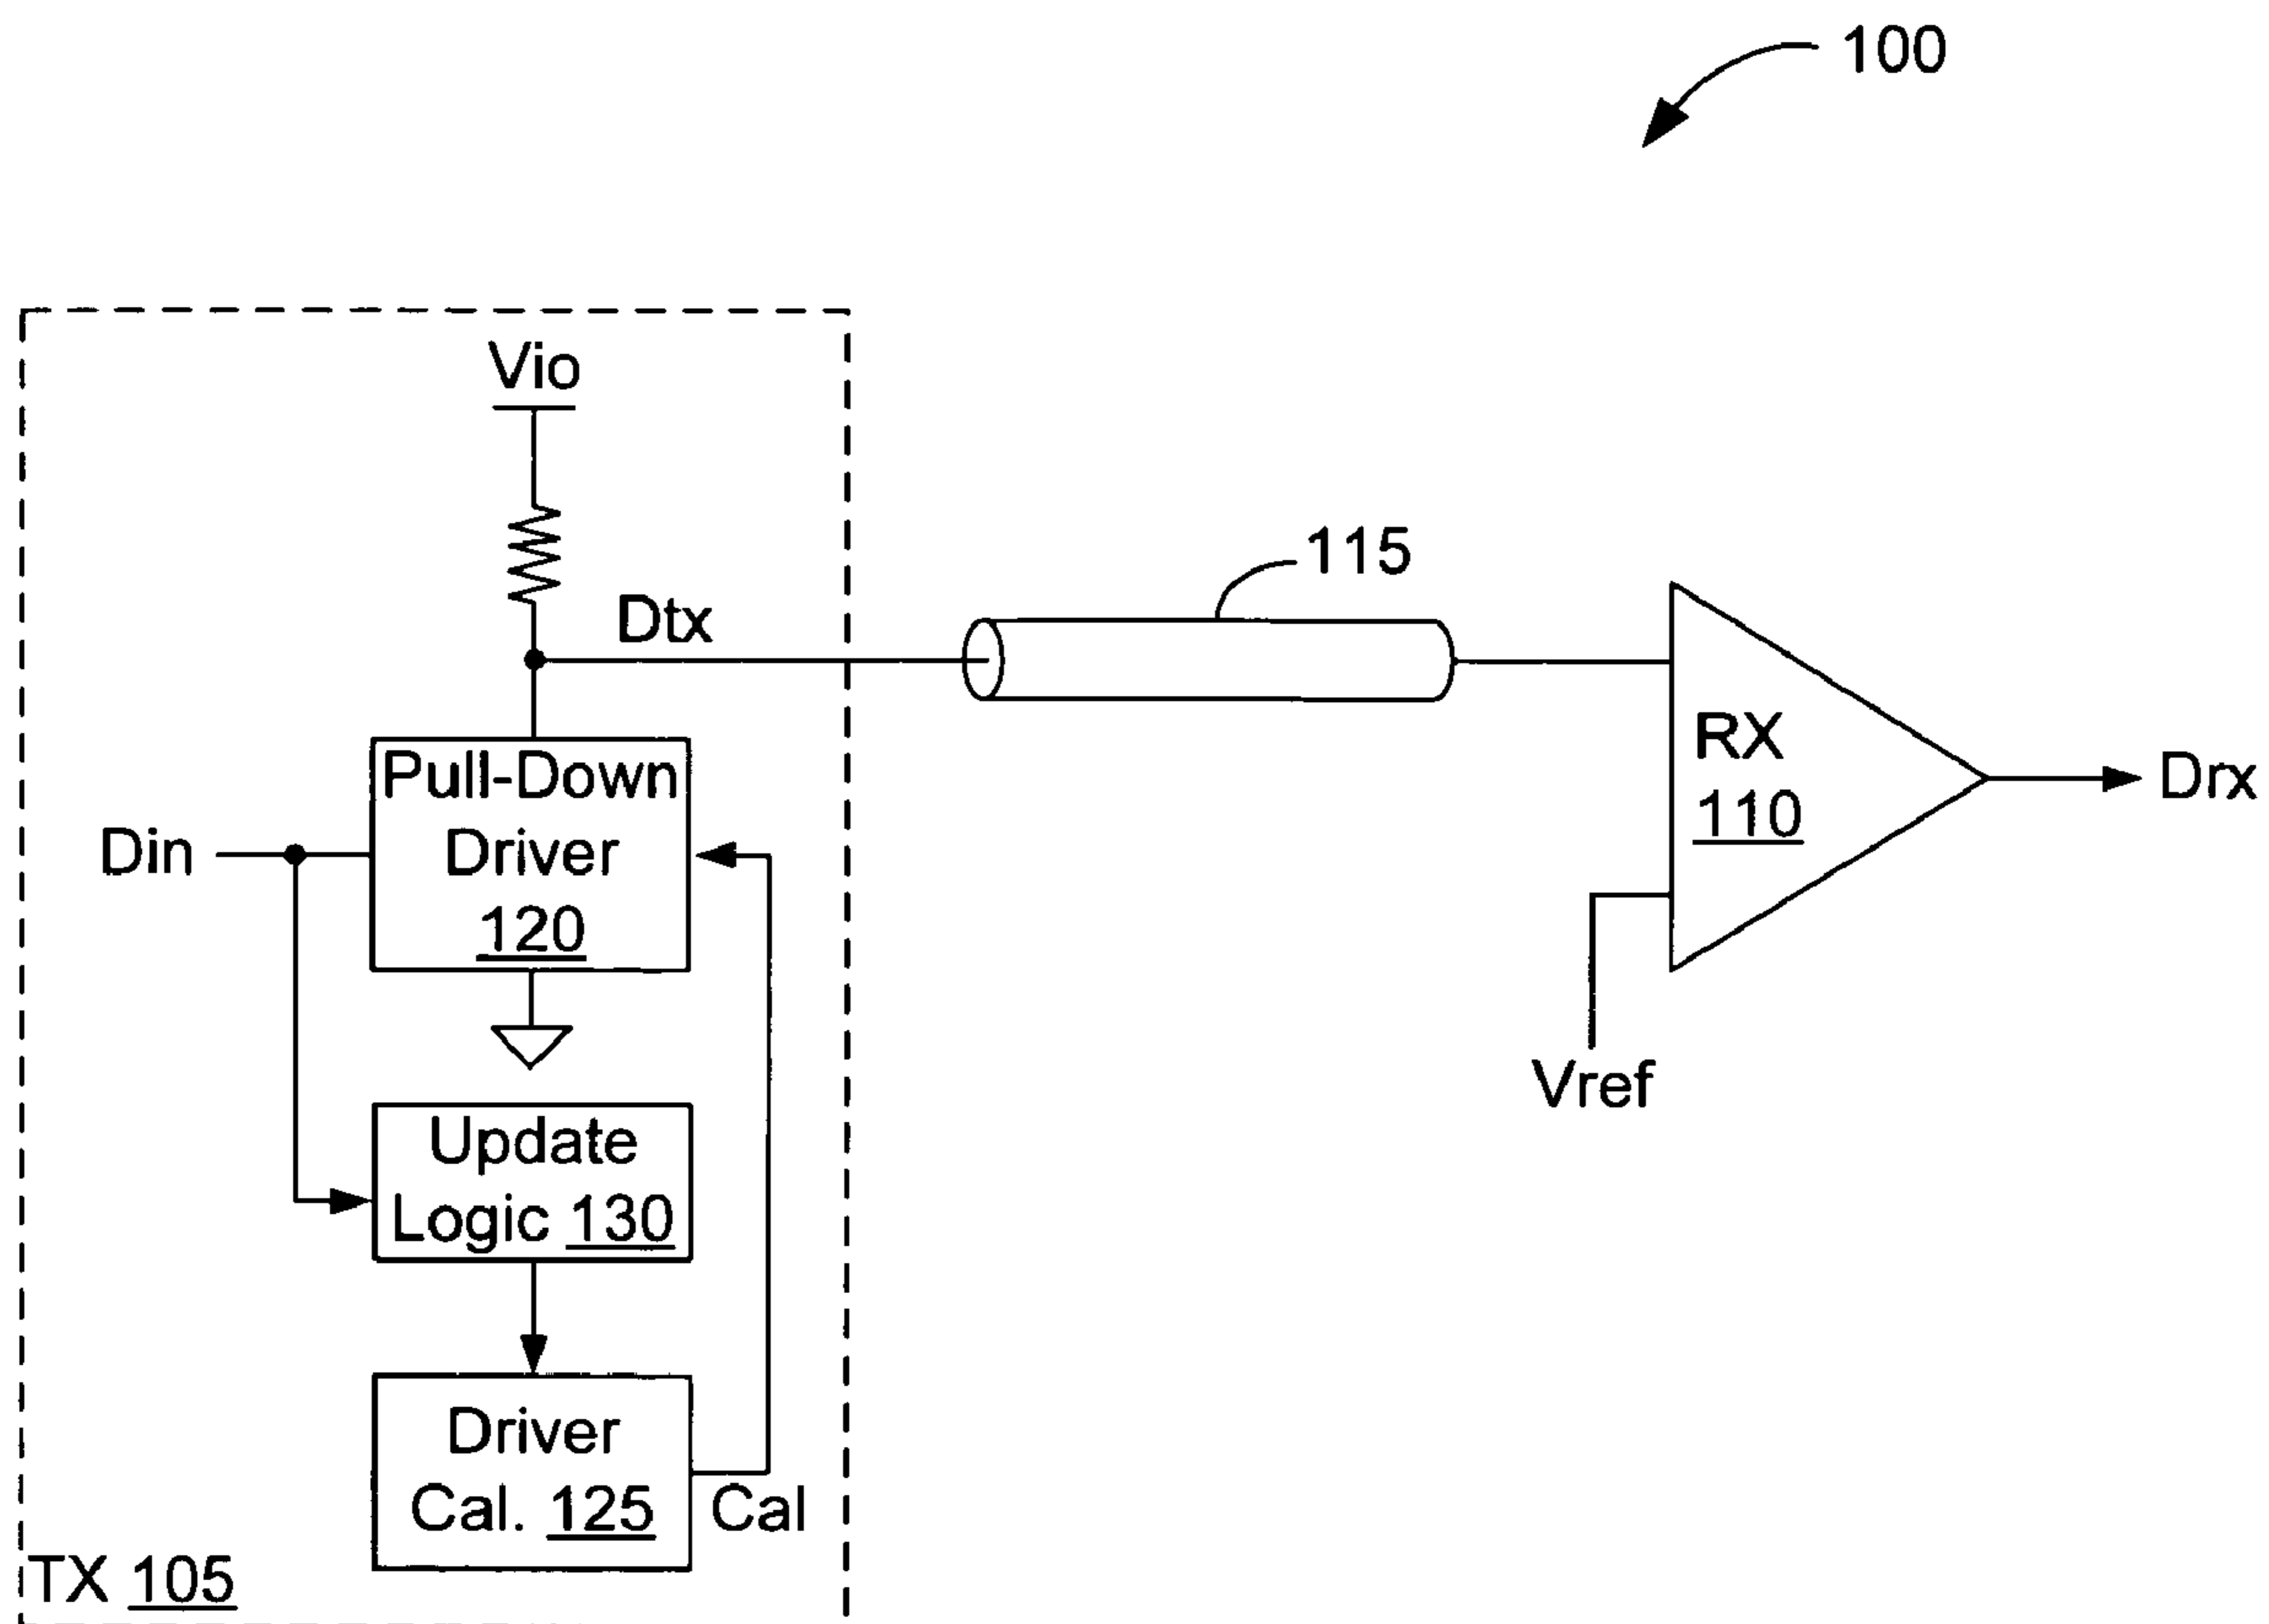 100
Vio
115
Dtx
Pull-Down
Driver
120
Din
RX
110
Drx
Vref
Update
Logic 130
Driver
Cal. 125
Cal
TX 105